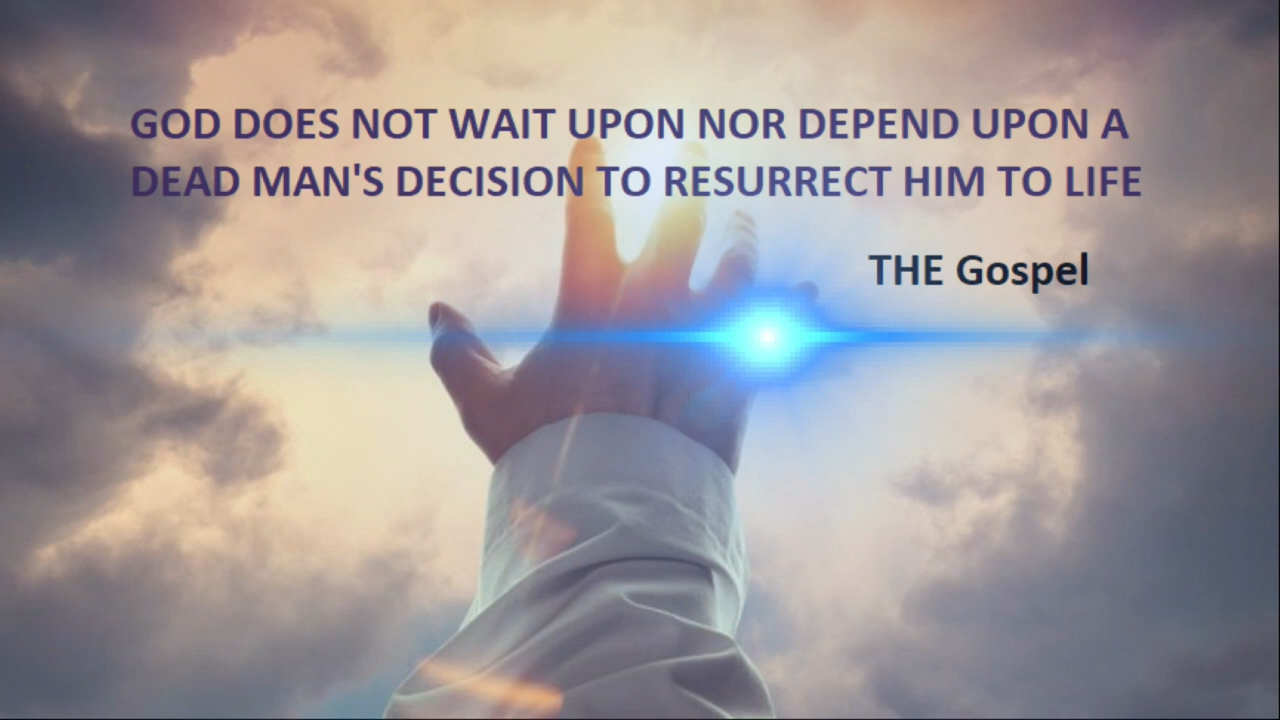 GOD DOES NOT WAIT UPON NOR DEPEND UPON A
DEAD MAN'S DECISION TO RESURRECT HIM TO LIFE
THE Gospel